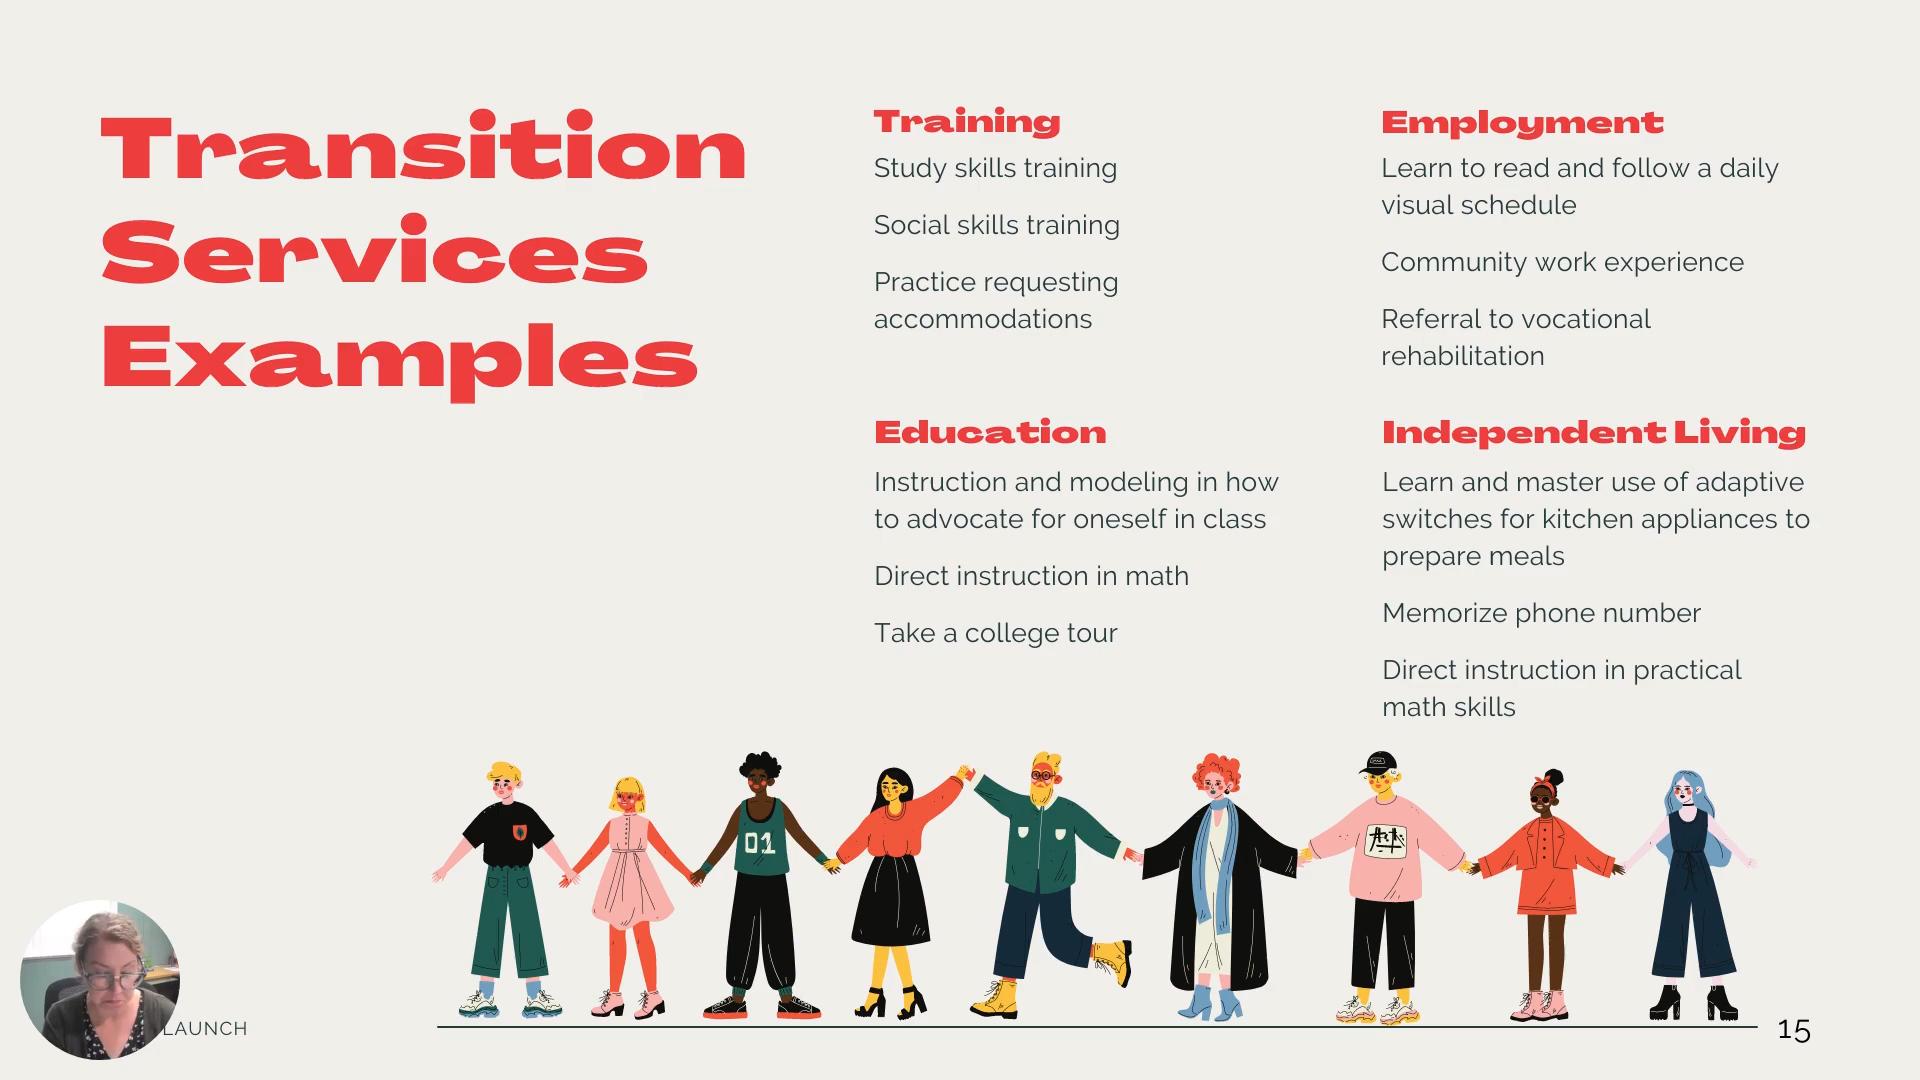 Transition
Services
Examples
Training
Study skills training
Social skills training
Practice requesting
accommodations
Employment
Learn to read and follow a daily
visual schedule
Community work experience
Referral to vocational
rehabilitation
Education
Instruction and modeling in how
to advocate for oneself in class
Direct instruction in math
Take a college tour
Independent Living
Learn and master use of adaptive
switches for kitchen appliances to
prepare meals
Memorize phone number
Direct instruction in practical
math skills
01
LAUNCH
15